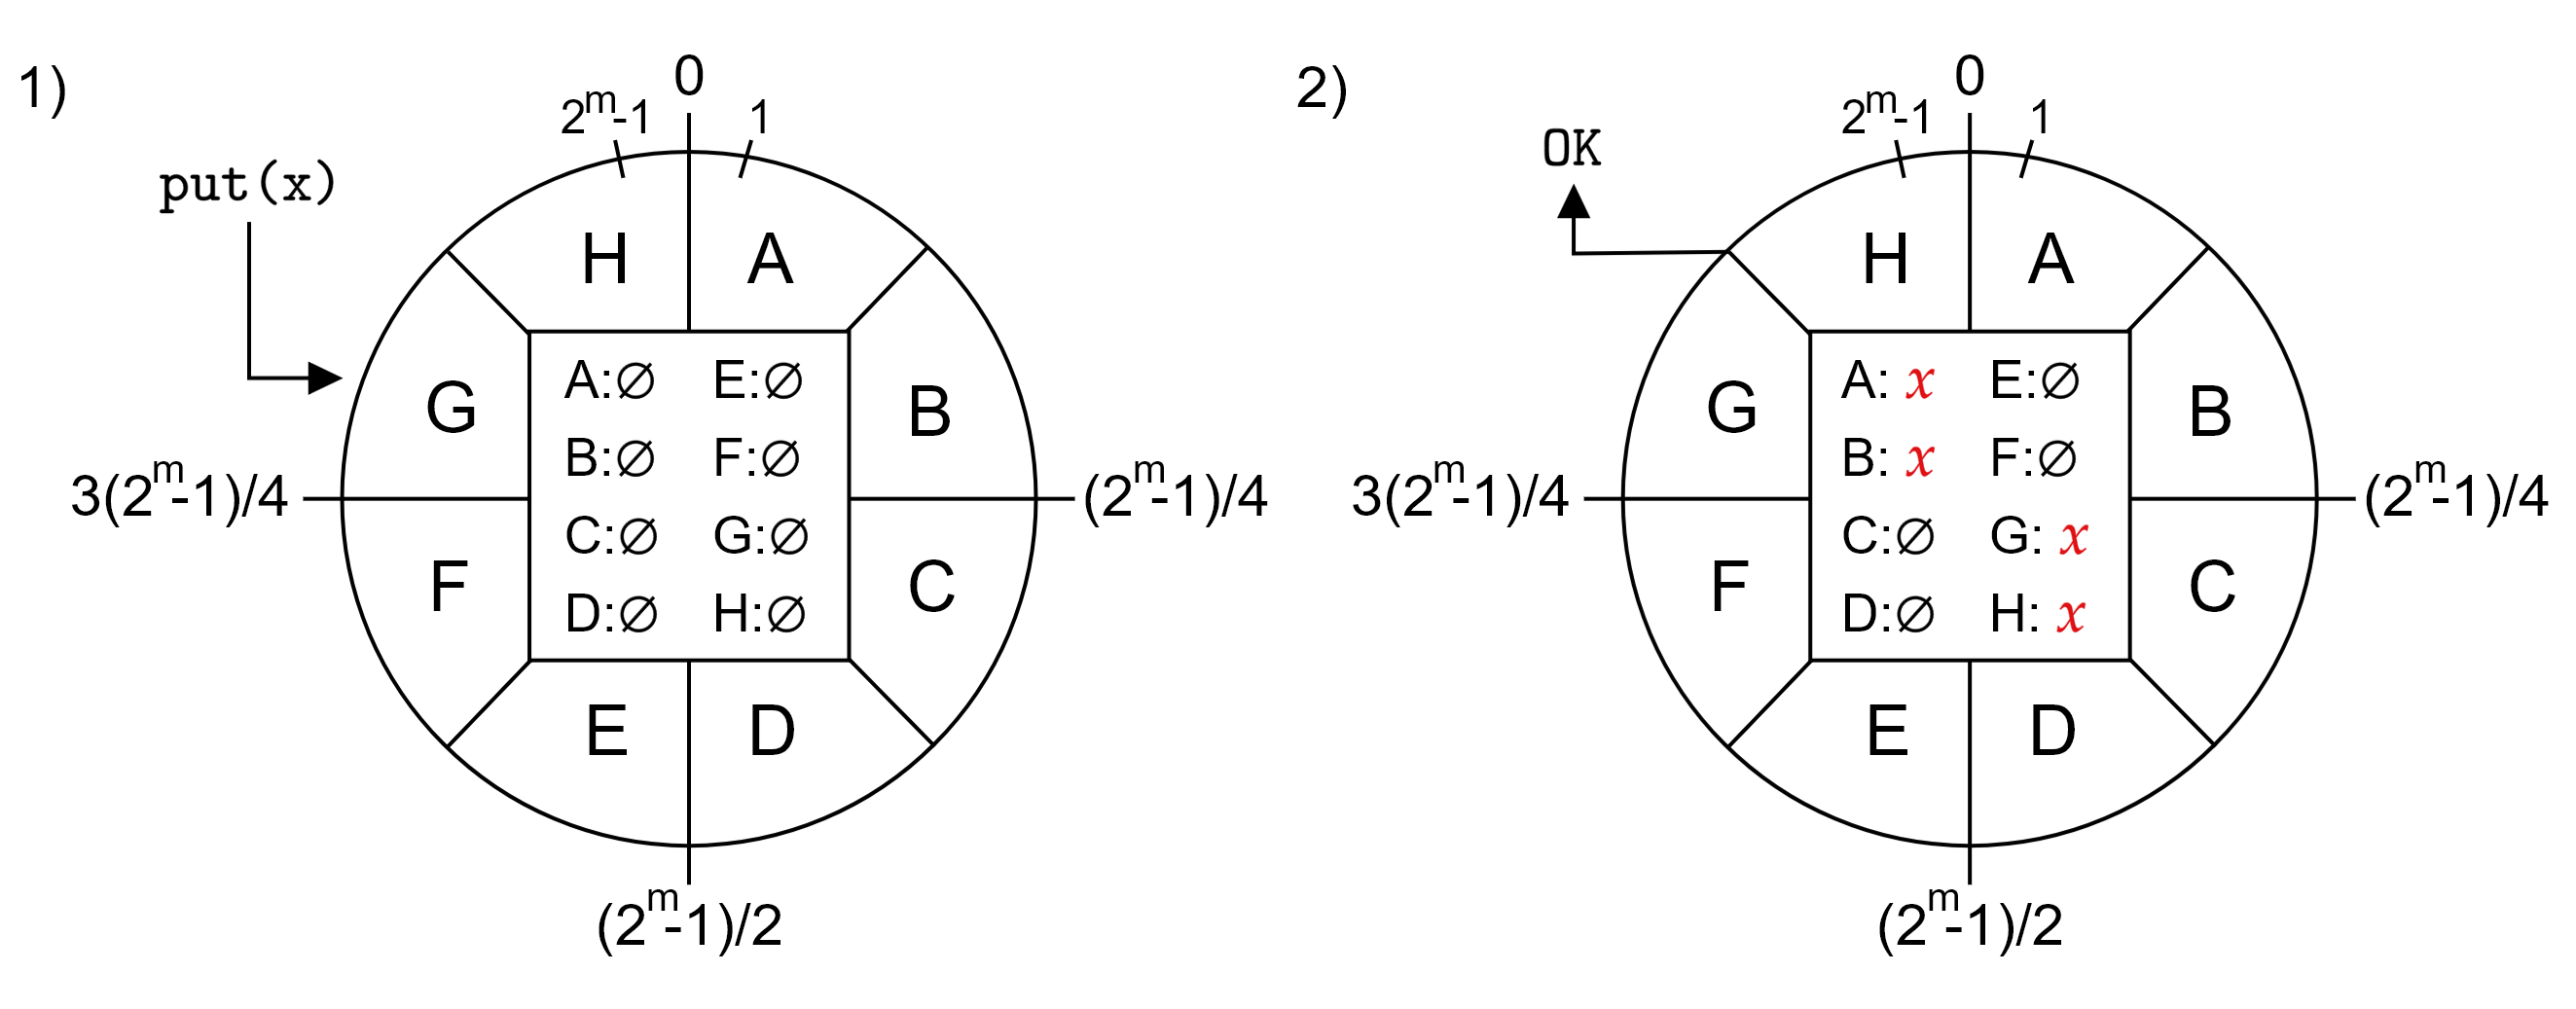 1)
0
2^m-1
1
put(x)
H
A
G
B
A:∅ E:∅
B:∅ F:∅
C:∅ G:∅
D:∅ H:∅
3(2^m-1)/4
(2^m-1)/4
F
C
E
D
(2^m-1)/2
2)
0
2^m-1
1
OK
H
A
G
B
A: x E:∅
B: x F:∅
C:∅ G: x
D:∅ H: x
3(2^m-1)/4
(2^m-1)/4
F
C
E
D
(2^m-1)/2